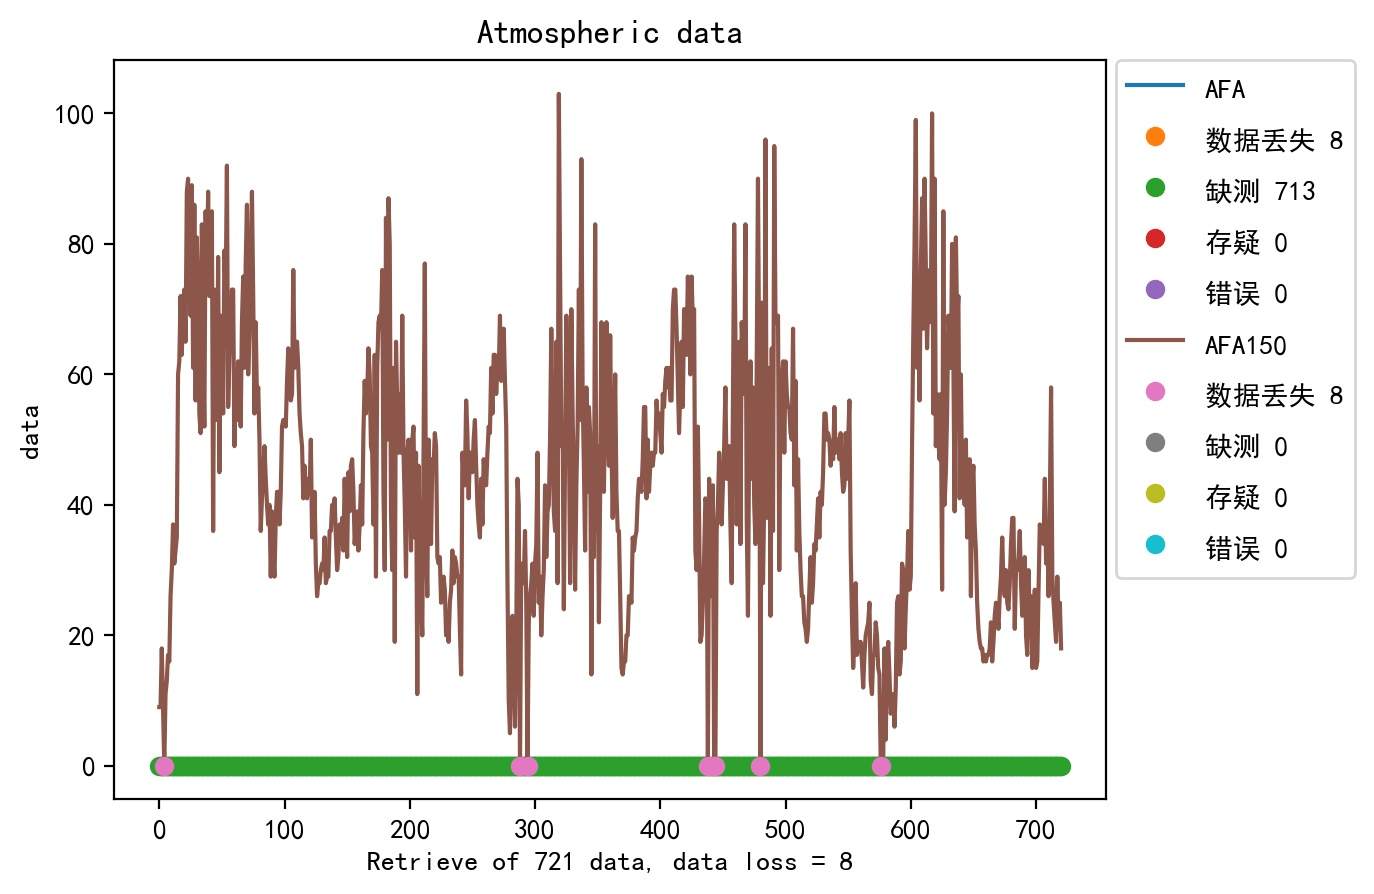 Atmospheric data
data
100
80
60
40
20
0
0 100 200 300 400 500 600 700
Retrieve of 721 data, data loss = 8
AFA
数据丢失 8
缺测 713
存疑 0
错误 0
AFA150
数据丢失 8
缺测 0
存疑 0
错误 0